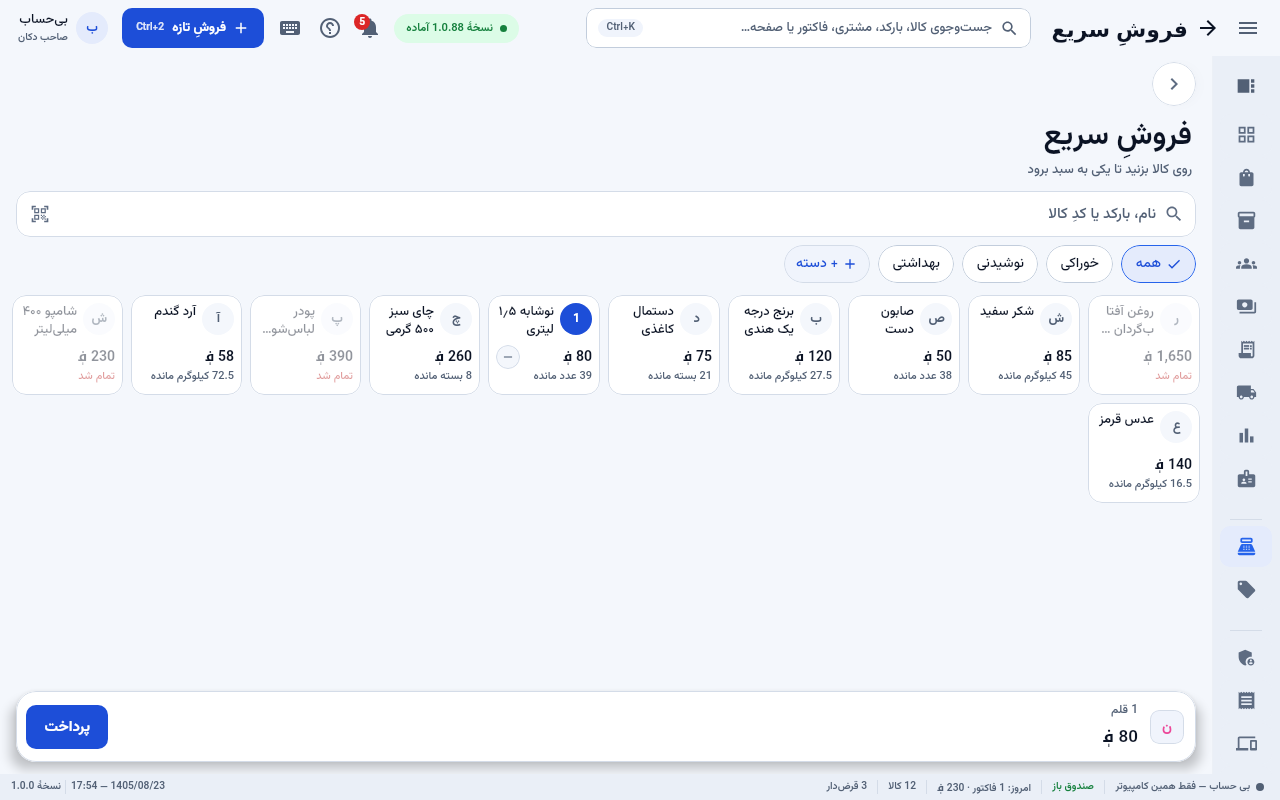 فروشِ سریع
جست‌وجوی کالا، بارکد، مشتری، فاکتور یا صفحه…
Ctrl+K
نسخهٔ 1.0.88 آماده
5
فروش تازه
Ctrl+2
ب
بی‌حساب
صاحب دکان
فروشِ سریع
روی کالا بزنید تا یکی به سبد برود
نام، بارکد یا کدِ کالا
همه
خوراکی
نوشیدنی
بهداشتی
+ دسته
ر
روغن آفتا
ب‌گردان …
1,650 ؋
تمام شد
ش
شکر سفید
85 ؋
45 کیلوگرم مانده
ص
صابون
دست
50 ؋
38 عدد مانده
ب
برنج درجه
یک هندی
120 ؋
27.5 کیلوگرم مانده
د
دستمال
کاغذی
75 ؋
21 بسته مانده
1
نوشابه ۱٫۵
لیتری
80 ؋
39 عدد مانده
چ
چای سبز
۵۰۰ گرمی
260 ؋
8 بسته مانده
پ
پودر
لباس‌شو…
390 ؋
تمام شد
آ
آرد گندم
58 ؋
72.5 کیلوگرم مانده
ش
شامپو ۴۰۰
میلی‌لیتر
230 ؋
تمام شد
ع
عدس قرمز
140 ؋
16.5 کیلوگرم مانده
ن
1 قلم
80 ؋
پرداخت
بی حساب — فقط همین کامپیوتر
صندوق باز
امروز: 1 فاکتور · 230 ؋
12 کالا
3 قرض‌دار
1405/08/23 — 17:54
نسخهٔ 1.0.0